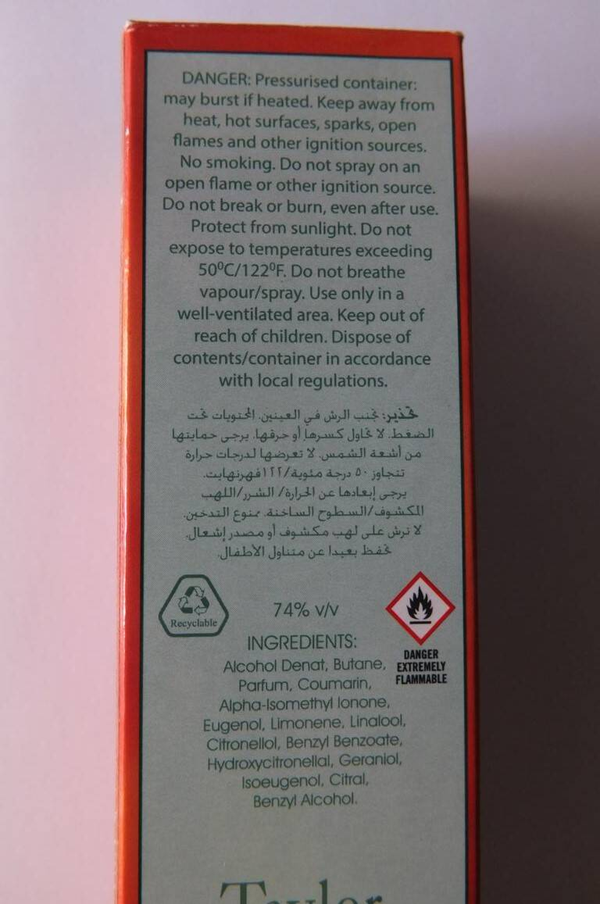 DANGER: Pressurised container:
may burst if heated. Keep away from
heat, hot surfaces, sparks, open
flames and other ignition sources.
No smoking. Do not spray on an
open flame or other ignition source.
Do not break or burn, even after use.
Protect from sunlight. Do not
expose to temperatures exceeding
50⁰C/122⁰F. Do not breathe
vapour/spray. Use only in a
well-ventilated area. Keep out of
reach of children. Dispose of
contents/container in accordance
with local regulations.
تحذير: تجنب الرش في العينين. المحتويات تحت
الضغط. لا تحاول كسرها أو حرقها. يرجى حمايتها
من أشعة الشمس. لا تعرضها لدرجات حرارة
تتجاوز ٥٠ درجة مئوية/١٢٢ فهرنهايت.
يرجى إبعادها عن الحرارة/ الشرر/اللهب
المكشوف/السطوح الساخنة. ممنوع التدخين.
لا ترش على لهب مكشوف أو مصدر إشعال.
تحفظ بعيدا عن متناول الأطفال.
Recyclable
74% v/v
DANGER
EXTREMELY
FLAMMABLE
INGREDIENTS:
Alcohol Denat, Butane,
Parfum, Coumarin,
Alpha-Isomethyl Ionone,
Eugenol, Limonene, Linalool,
Citronellol, Benzyl Benzoate,
Hydroxycitronellal, Geraniol,
Isoeugenol, Citral,
Benzyl Alcohol.
Taylor